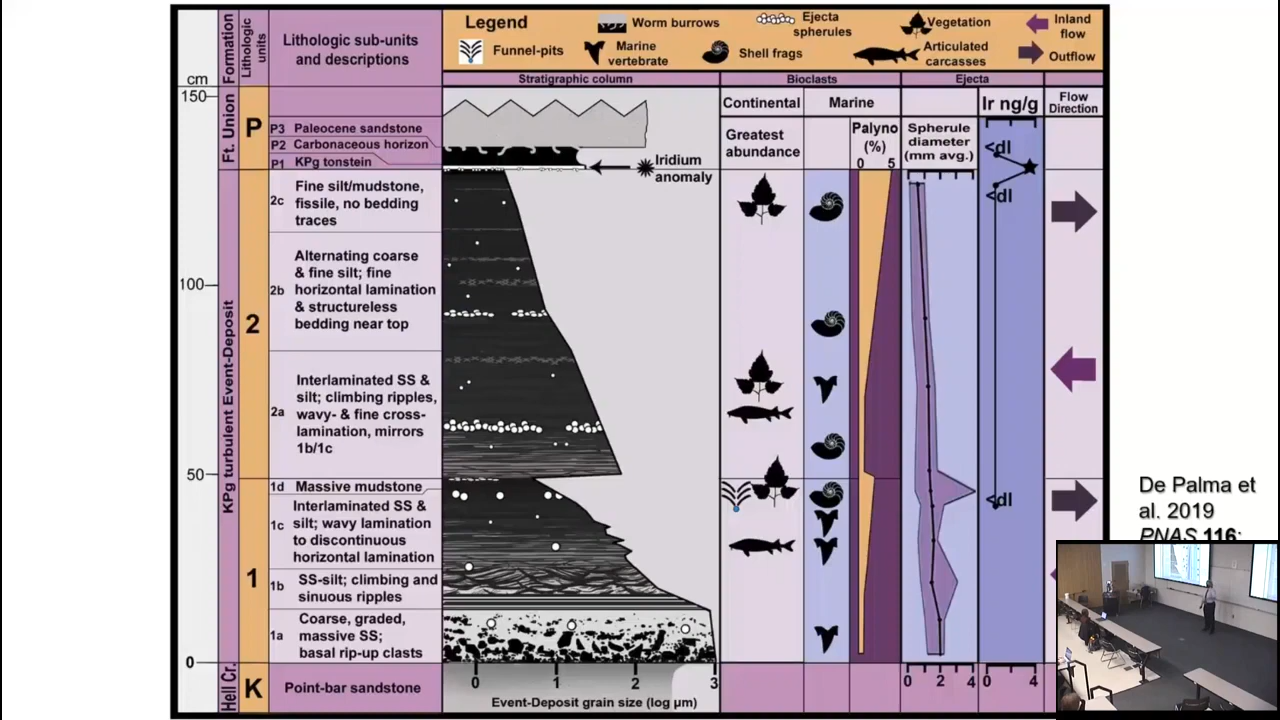 Legend
Worm burrows
Ejecta
spherules
Vegetation
Inland
flow
Funnel-pits
Marine
vertebrate
Shell frags
Articulated
carcasses
Outflow
cm
Formation
Lithologic
units
Lithologic sub-units
and descriptions
Stratigraphic column
Bioclasts
Ejecta
150
Continental
Marine
Ir ng/g
Flow
Direction
Greatest
abundance
Palyno
(%)
0 5
Spherule
diameter
(mm avg.)
<dl
Ft. Union
P
P3 Paleocene sandstone
P2 Carbonaceous horizon
P1 KPg tonstein
Iridium
anomaly
<dl
KPg turbulent Event-Deposit
2
2c
Fine silt/mudstone,
fissile, no bedding
traces
100
2b
Alternating coarse
& fine silt; fine
horizontal lamination
& structureless
bedding near top
2a
Interlaminated SS &
silt; climbing ripples,
wavy- & fine cross-
lamination, mirrors
1b/1c
50
1
1d Massive mudstone
<dl
1c
Interlaminated SS &
silt; wavy lamination
to discontinuous
horizontal lamination
1b
SS-silt; climbing and
sinuous ripples
1a
Coarse, graded,
massive SS;
basal rip-up clasts
0
Hell Cr.
K
Point-bar sandstone
0 1 2 3
Event-Deposit grain size (log µm)
0 2 4
0 4
De Palma et
al. 2019
PNAS 116: